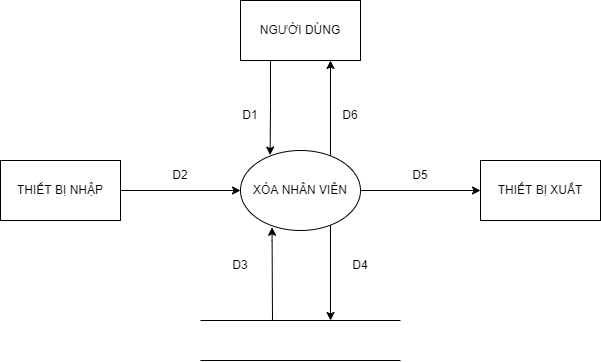 NGƯỜI DÙNG
D1
D6
THIẾT BỊ NHẬP
D2
XÓA NHÂN VIÊN
D5
THIẾT BỊ XUẤT
D3
D4